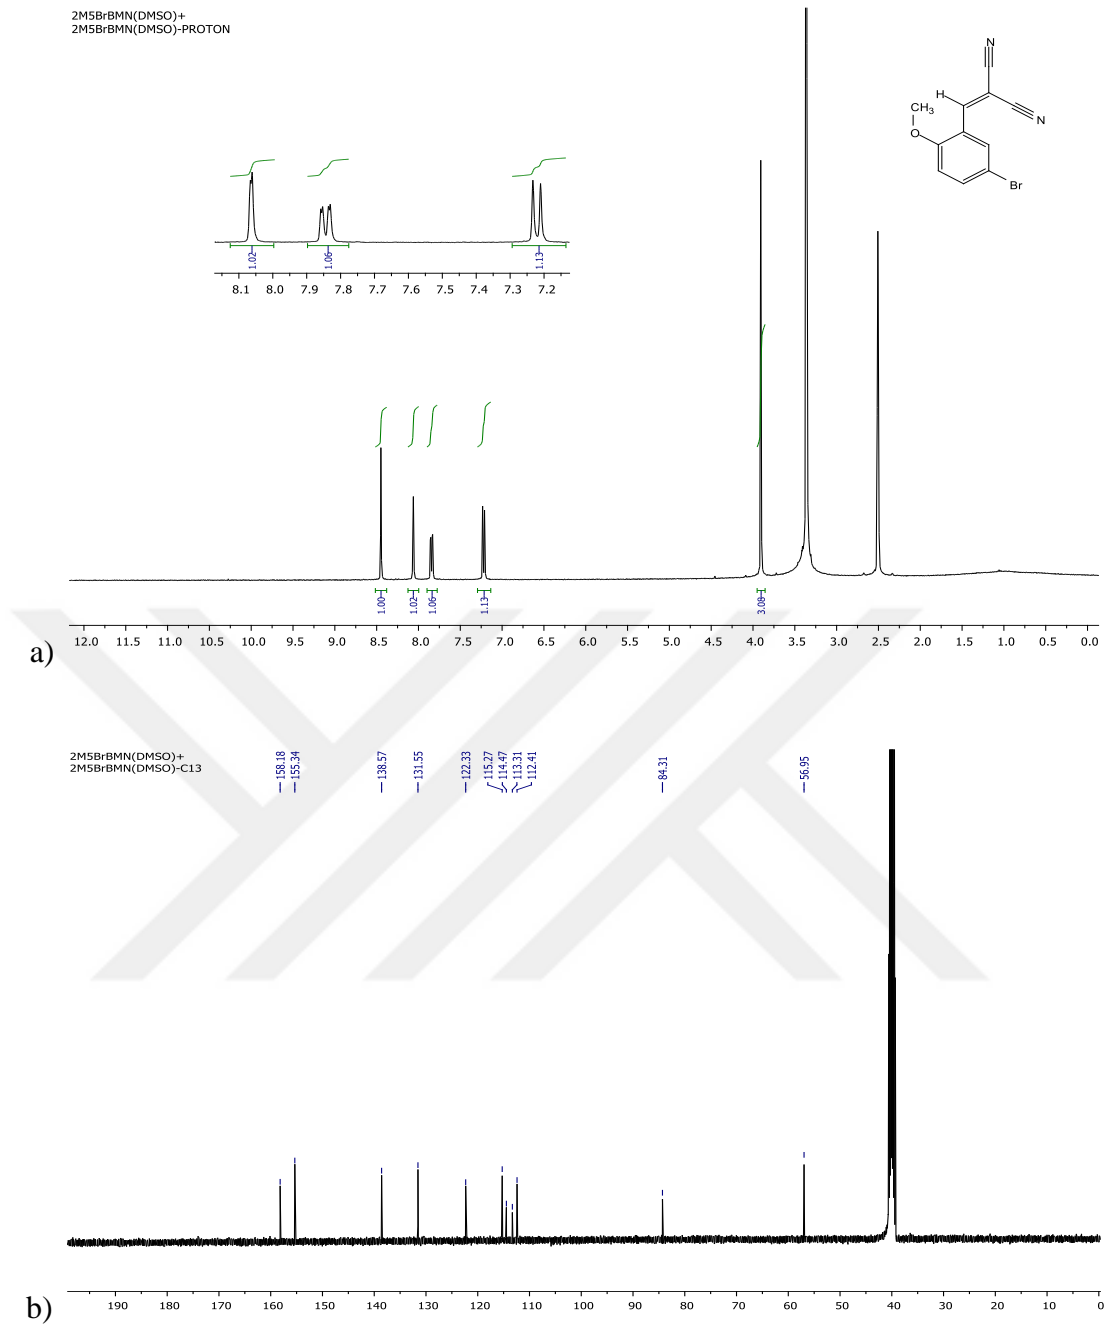 2M5BrBMN(DMSO)+
2M5BrBMN(DMSO)-PROTON
N
H
CH3
N
O
Br
1.02
1.06
1.13
8.1 8.0 7.9 7.8 7.7 7.6 7.5 7.4 7.3 7.2
1.00
1.02
1.06
1.13
3.08
12.0 11.5 11.0 10.5 10.0 9.5 9.0 8.5 8.0 7.5 7.0 6.5 6.0 5.5 5.0 4.5 4.0 3.5 3.0 2.5 2.0 1.5 1.0 0.5 0.0
a)
2M5BrBMN(DMSO)+
2M5BrBMN(DMSO)-C13
158.18
155.34
138.57
131.55
122.33
115.27
114.47
113.31
112.41
84.31
56.95
190 180 170 160 150 140 130 120 110 100 90 80 70 60 50 40 30 20 10 0
b)